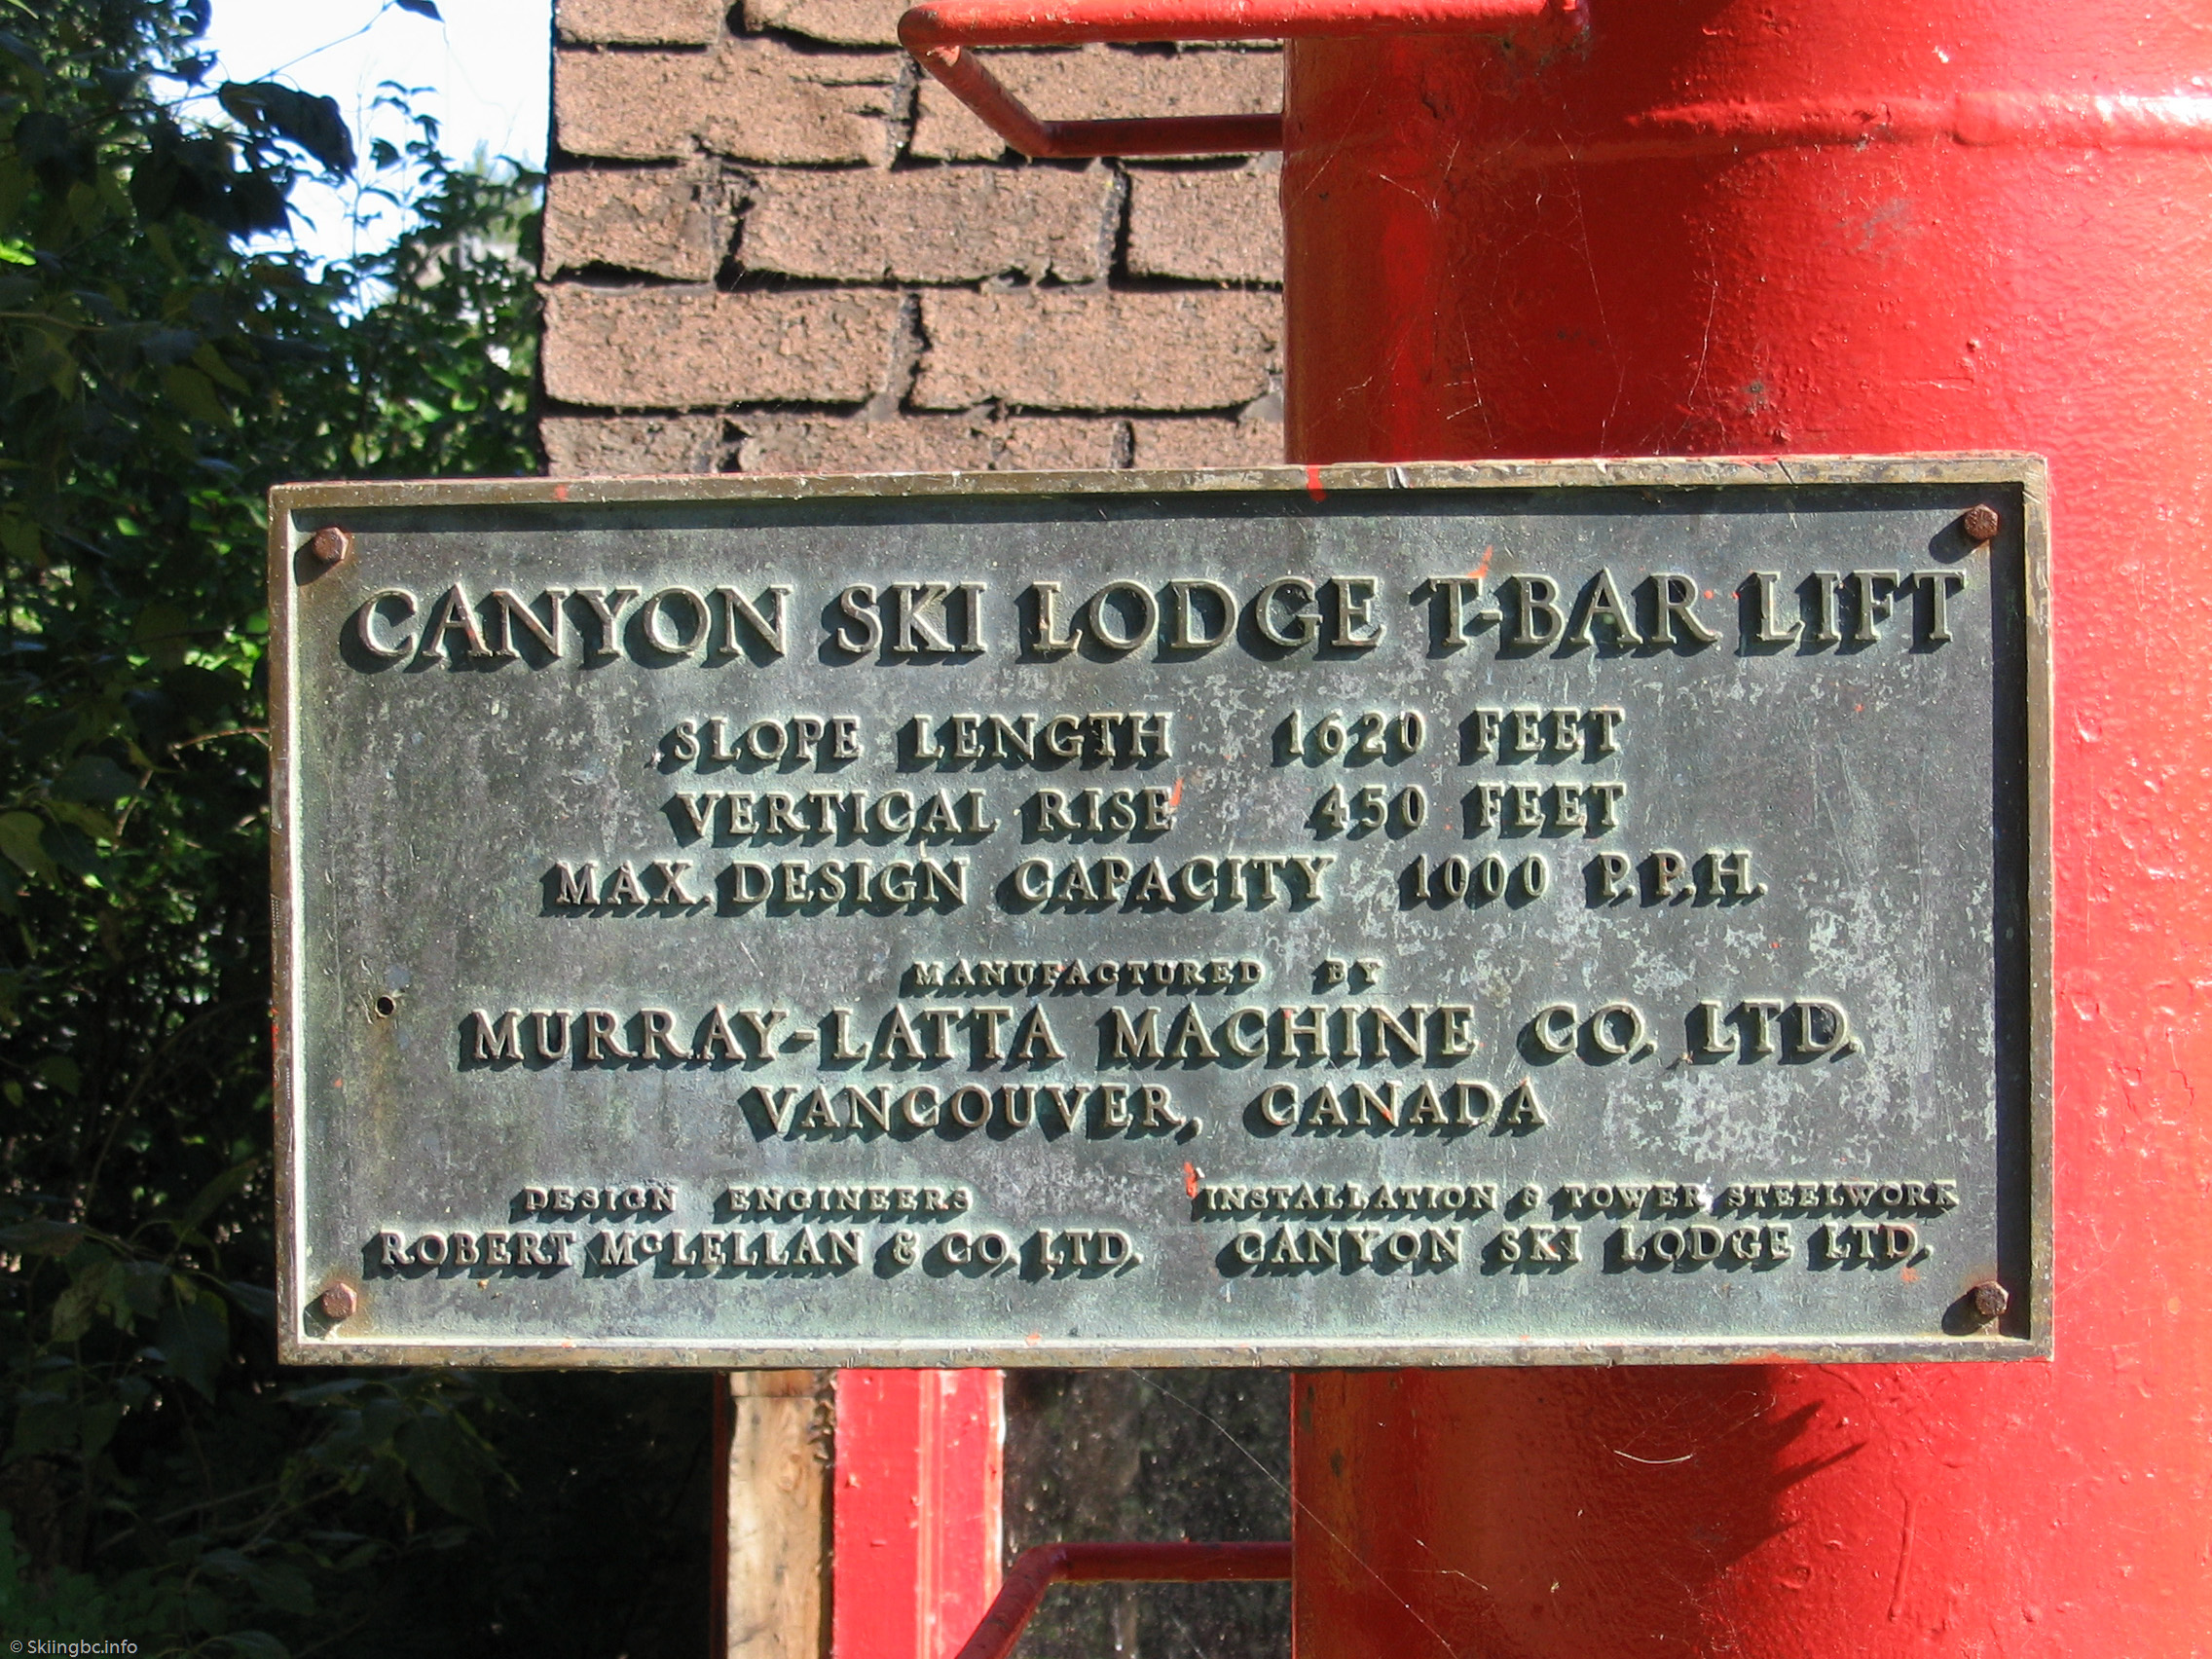 CANYON SKI LODGE T-BAR LIFT
SLOPE LENGTH 1620 FEET
VERTICAL RISE 450 FEET
MAX. DESIGN CAPACITY 1000 P.P.H.
MANUFACTURED BY
MURRAY-LATTA MACHINE CO. LTD.
VANCOUVER, CANADA
DESIGN ENGINEERS
ROBERT McLELLAN & CO. LTD.
INSTALLATION & TOWER STEELWORK
CANYON SKI LODGE LTD.
© Skiingbc.info